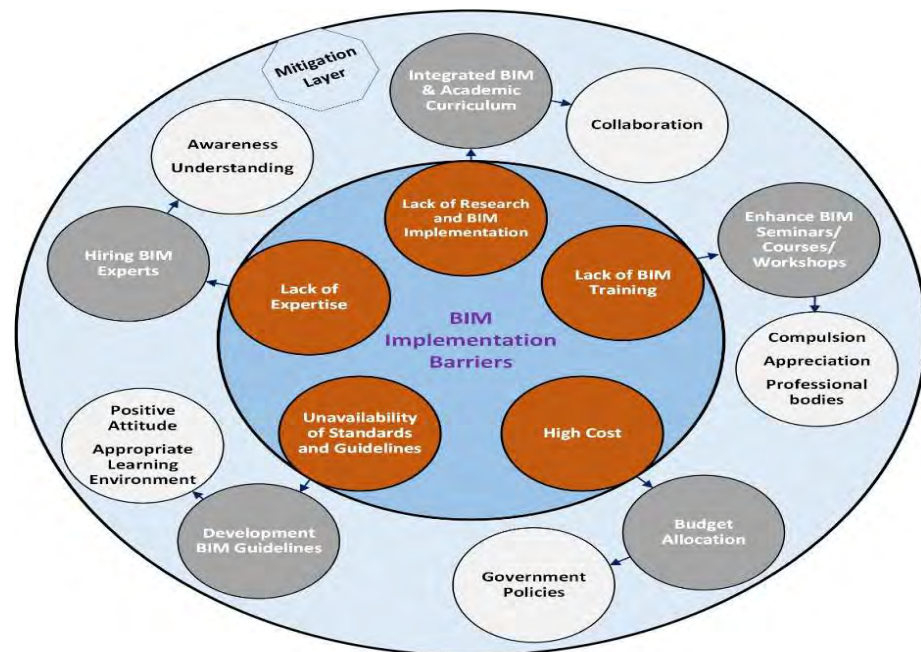 Mitigation
Layer
Integrated BIM
& Academic
Curriculum
Collaboration
Awareness
Understanding
Hiring BIM
Experts
Lack of Research
and BIM
Implementation
Enhance BIM
Seminars/
Courses/
Workshops
Lack of
Expertise
Lack of BIM
Training
BIM
Implementation
Barriers
Compulsion
Appreciation
Professional
bodies
Positive
Attitude
Appropriate
Learning
Environment
Unavailability
of Standards
and Guidelines
High Cost
Development
BIM Guidelines
Budget
Allocation
Government
Policies